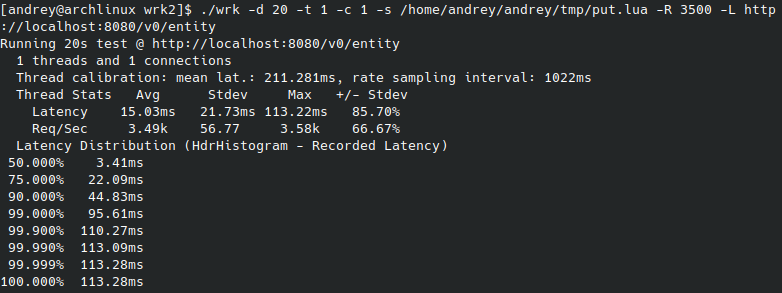 [andrey@archlinux wrk2]$ ./wrk -d 20 -t 1 -c 1 -s /home/andrey/andrey/tmp/put.lua -R 3500 -L http
://localhost:8080/v0/entity
Running 20s test @ http://localhost:8080/v0/entity
  1 threads and 1 connections
  Thread calibration: mean lat.: 211.281ms, rate sampling interval: 1022ms
  Thread Stats   Avg      Stdev     Max   +/- Stdev
    Latency    15.03ms   21.73ms 113.22ms   85.70%
    Req/Sec     3.49k    56.77     3.58k    66.67%
  Latency Distribution (HdrHistogram - Recorded Latency)
 50.000%    3.41ms
 75.000%   22.09ms
 90.000%   44.83ms
 99.000%   95.61ms
 99.900%  110.27ms
 99.990%  113.09ms
 99.999%  113.28ms
100.000%  113.28ms